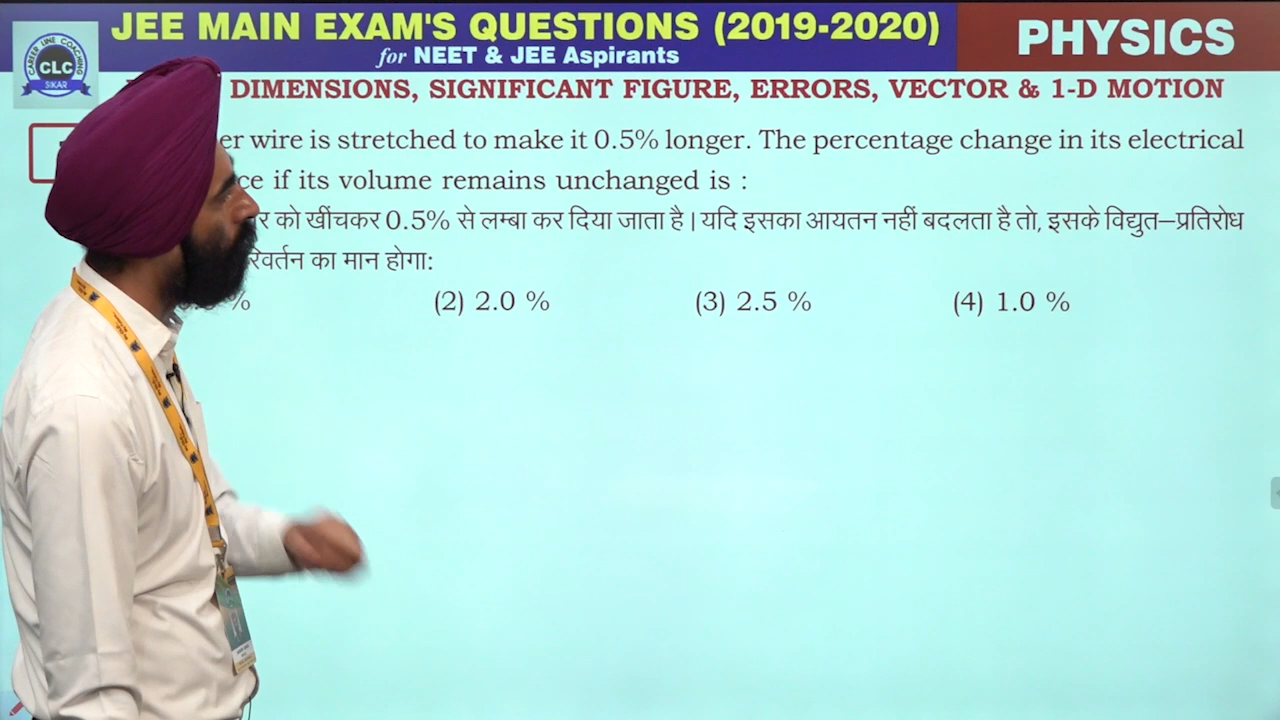 JEE MAIN EXAM'S QUESTIONS (2019-2020)
for NEET & JEE Aspirants
PHYSICS
CAREER LINE COACHING
CLC
SIKAR
DIMENSIONS, SIGNIFICANT FIGURE, ERRORS, VECTOR & 1-D MOTION
er wire is stretched to make it 0.5% longer. The percentage change in its electrical
ce if its volume remains unchanged is :
को खींचकर 0.5% से लम्बा कर दिया जाता है। यदि इसका आयतन नहीं बदलता है तो, इसके विद्युत–प्रतिरोध
रिवर्तन का मान होगा:
% (2) 2.0 % (3) 2.5 % (4) 1.0 %